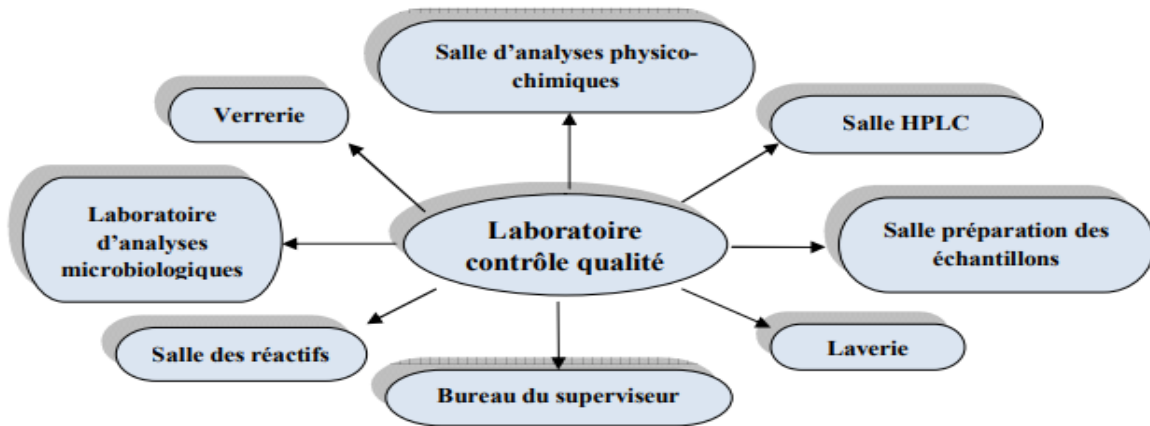 Salle d'analyses physico-
chimiques
Verrerie
Salle HPLC
Laboratoire
d'analyses
microbiologiques
Laboratoire
contrôle qualité
Salle préparation des
échantillons
Salle des réactifs
Laverie
Bureau du superviseur